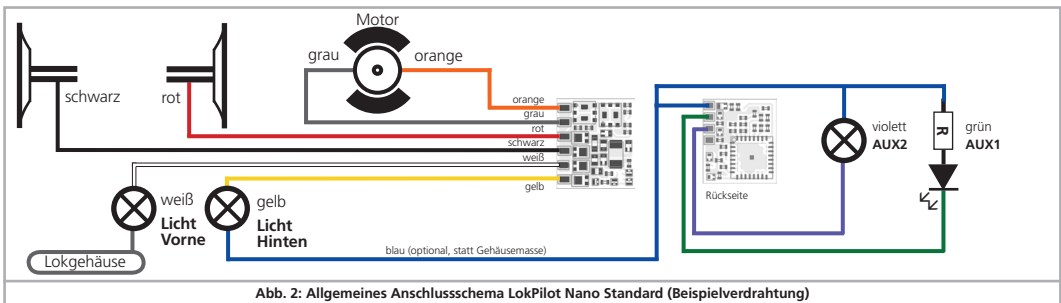 Motor
grau
orange
schwarz
rot
orange
grau
rot
schwarz
weiß
gelb
weiß
Licht
Vorne
gelb
Licht
Hinten
Lokgehäuse
blau (optional, statt Gehäusemasse)
Rückseite
violett
AUX2
R
grün
AUX1
Abb. 2: Allgemeines Anschlussschema LokPilot Nano Standard (Beispielverdrahtung)